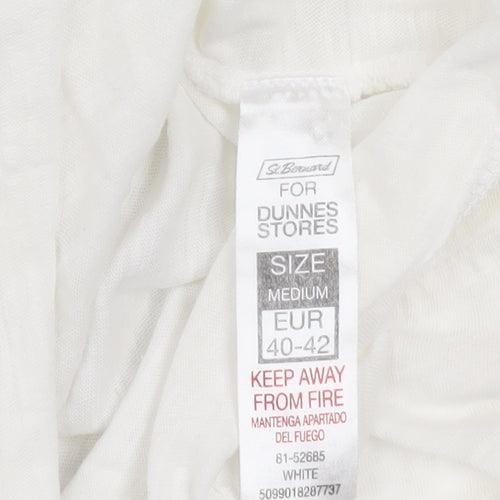 St. Bernard
FOR
DUNNES
STORES
SIZE
MEDIUM
EUR
40-42
KEEP AWAY
FROM FIRE
MANTENGA APARTADO
DEL FUEGO
61-52685
WHITE
5099018287737